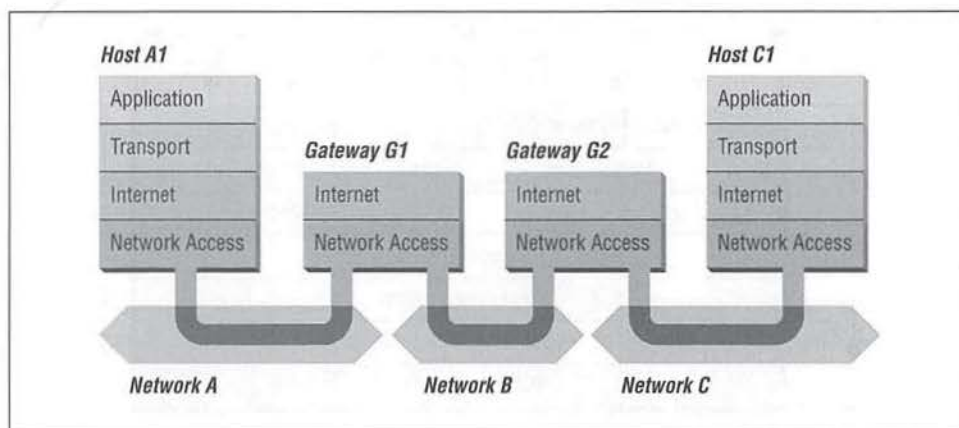 Host A1
Application
Transport
Internet
Network Access
Gateway G1
Internet
Network Access
Gateway G2
Internet
Network Access
Host C1
Application
Transport
Internet
Network Access
Network A
Network B
Network C